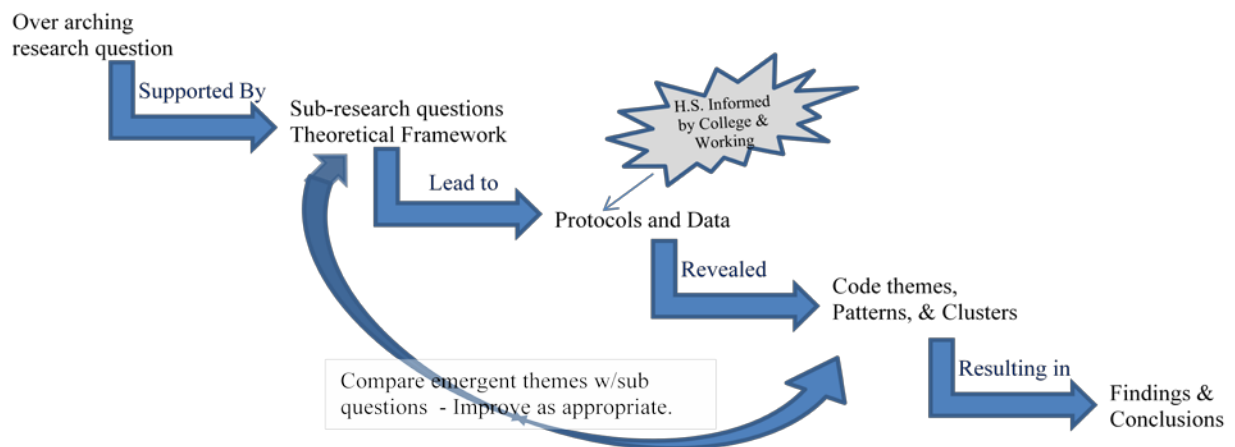 Over arching
research question
Supported By
Sub-research questions
Theoretical Framework
H.S. Informed
by College &
Working
Lead to
Protocols and Data
Revealed
Code themes,
Patterns, & Clusters
Compare emergent themes w/sub
questions - Improve as appropriate.
Resulting in
Findings &
Conclusions